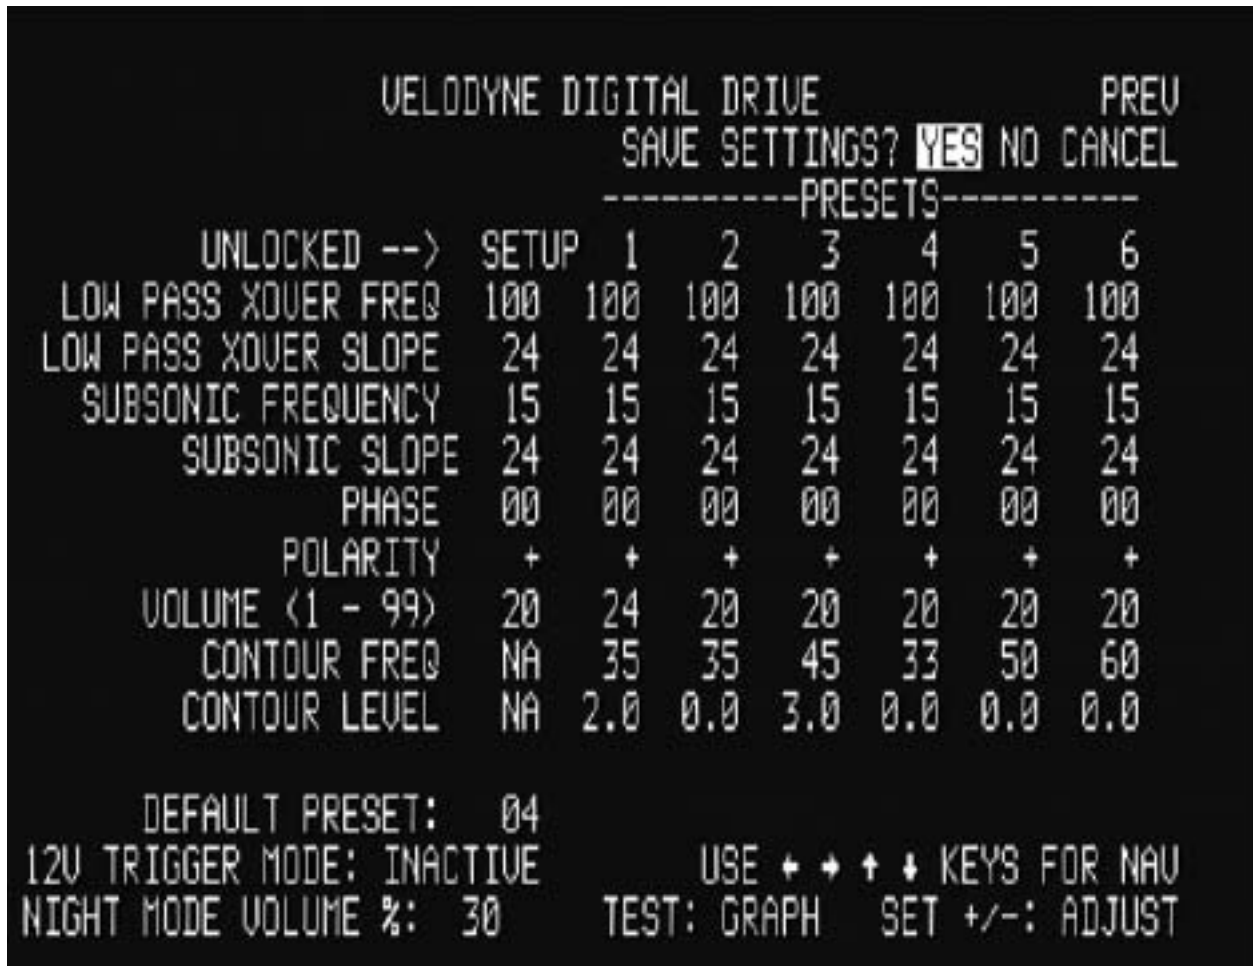 VELODYNE DIGITAL DRIVE PREV
SAVE SETTINGS? YES NO CANCEL
----------PRESETS----------
UNLOCKED --> SETUP 1 2 3 4 5 6
LOW PASS XOVER FREQ 100 100 100 100 100 100 100
LOW PASS XOVER SLOPE 24 24 24 24 24 24 24
SUBSONIC FREQUENCY 15 15 15 15 15 15 15
SUBSONIC SLOPE 24 24 24 24 24 24 24
PHASE 00 00 00 00 00 00 00
POLARITY + + + + + + +
VOLUME (1 - 99) 20 24 20 20 20 20 20
CONTOUR FREQ NA 35 35 45 33 50 60
CONTOUR LEVEL NA 2.0 0.0 3.0 0.0 0.0 0.0
DEFAULT PRESET: 04
12V TRIGGER MODE: INACTIVE USE ← → ↑ ↓ KEYS FOR NAV
NIGHT MODE VOLUME %: 30 TEST: GRAPH SET +/-: ADJUST